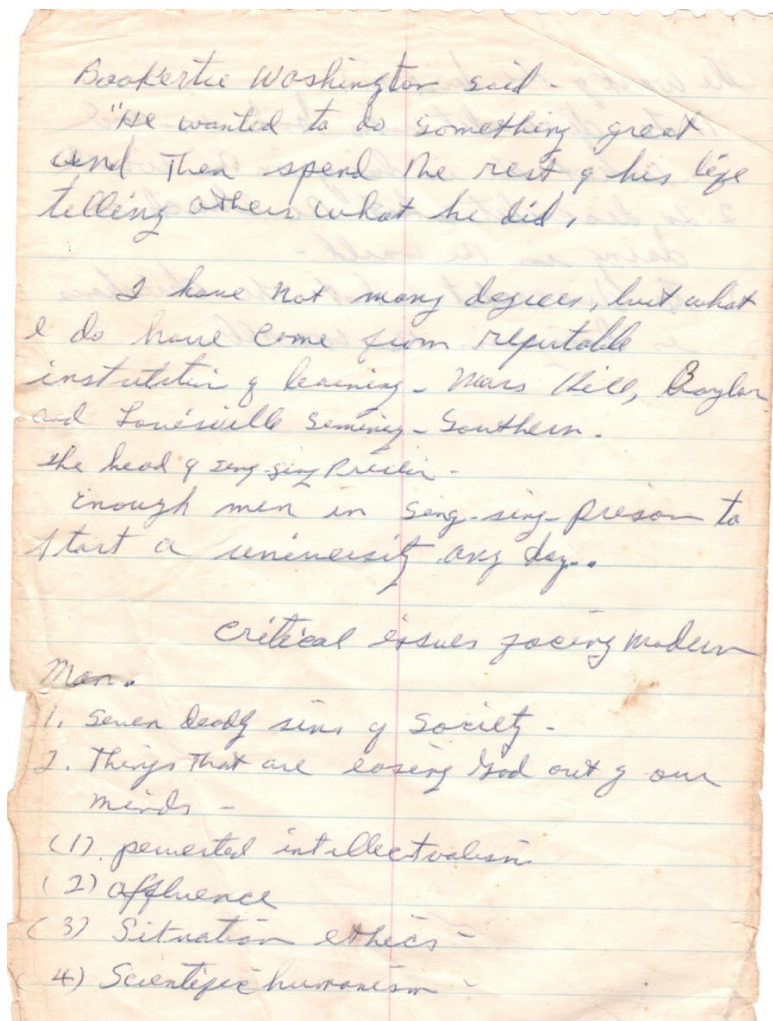 Bookertie Washington said -
"He wanted to do something great
and then spend the rest of his life
telling others what he did.
I have not many degrees, but what
I do have come from reputable
institution of learning - Mars Hill, Baylor
and Louisville Seminary - Southern.
The head of Sing-Sing Prison -
Enough men in Sing-sing-prison to
start a university any day..
Critical issues facing modern
Man.
1. Seven deadly sins of society -
2. Things that are easing God out of our
minds -
(1). perverted intellectualism
(2) affluence
(3) Situation ethics -
(4) Scientific humanism -